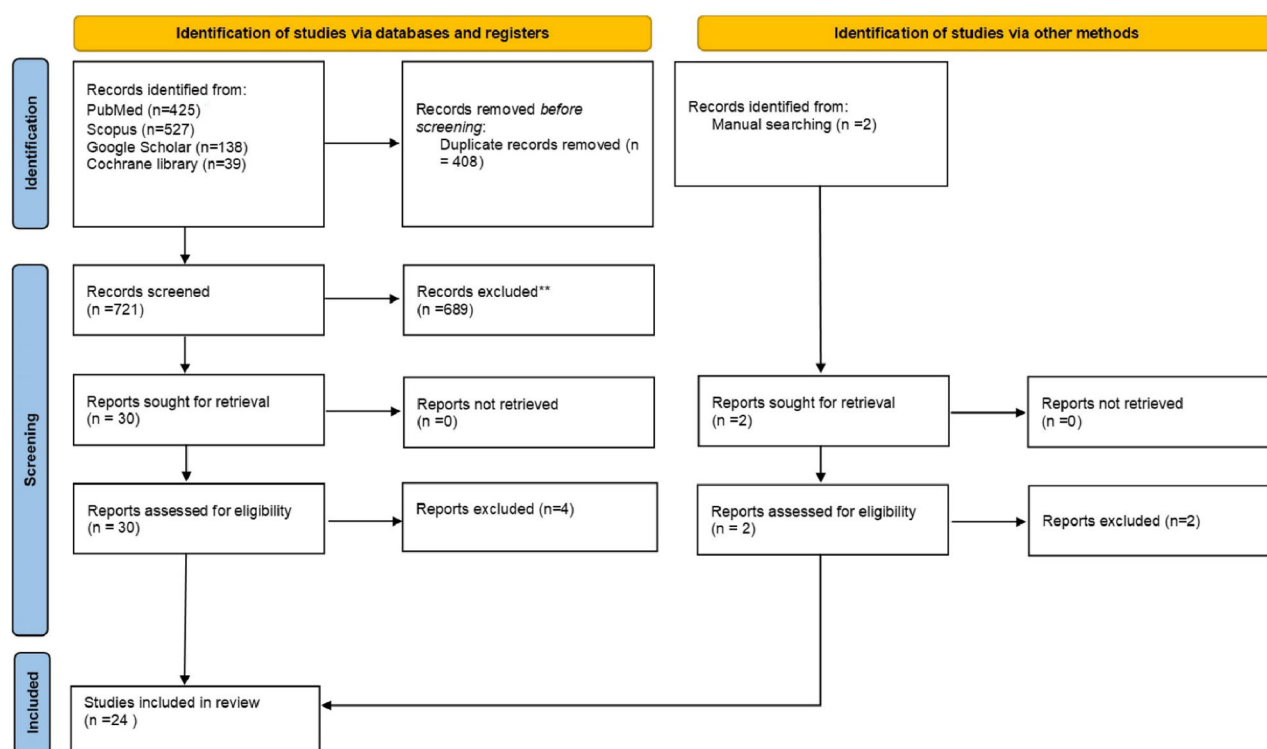 Identification of studies via databases and registers
Identification of studies via other methods
Identification
Records identified from:
PubMed (n=425)
Scopus (n=527)
Google Scholar (n=138)
Cochrane library (n=39)
Records removed before
screening:
Duplicate records removed (n
= 408)
Records identified from:
Manual searching (n =2)
Screening
Records screened
(n =721)
Records excluded**
(n =689)
Reports sought for retrieval
(n = 30)
Reports not retrieved
(n =0)
Reports sought for retrieval
(n =2)
Reports not retrieved
(n =0)
Reports assessed for eligibility
(n = 30)
Reports excluded (n=4)
Reports assessed for eligibility
(n = 2)
Reports excluded (n=2)
Included
Studies included in review
(n =24 )